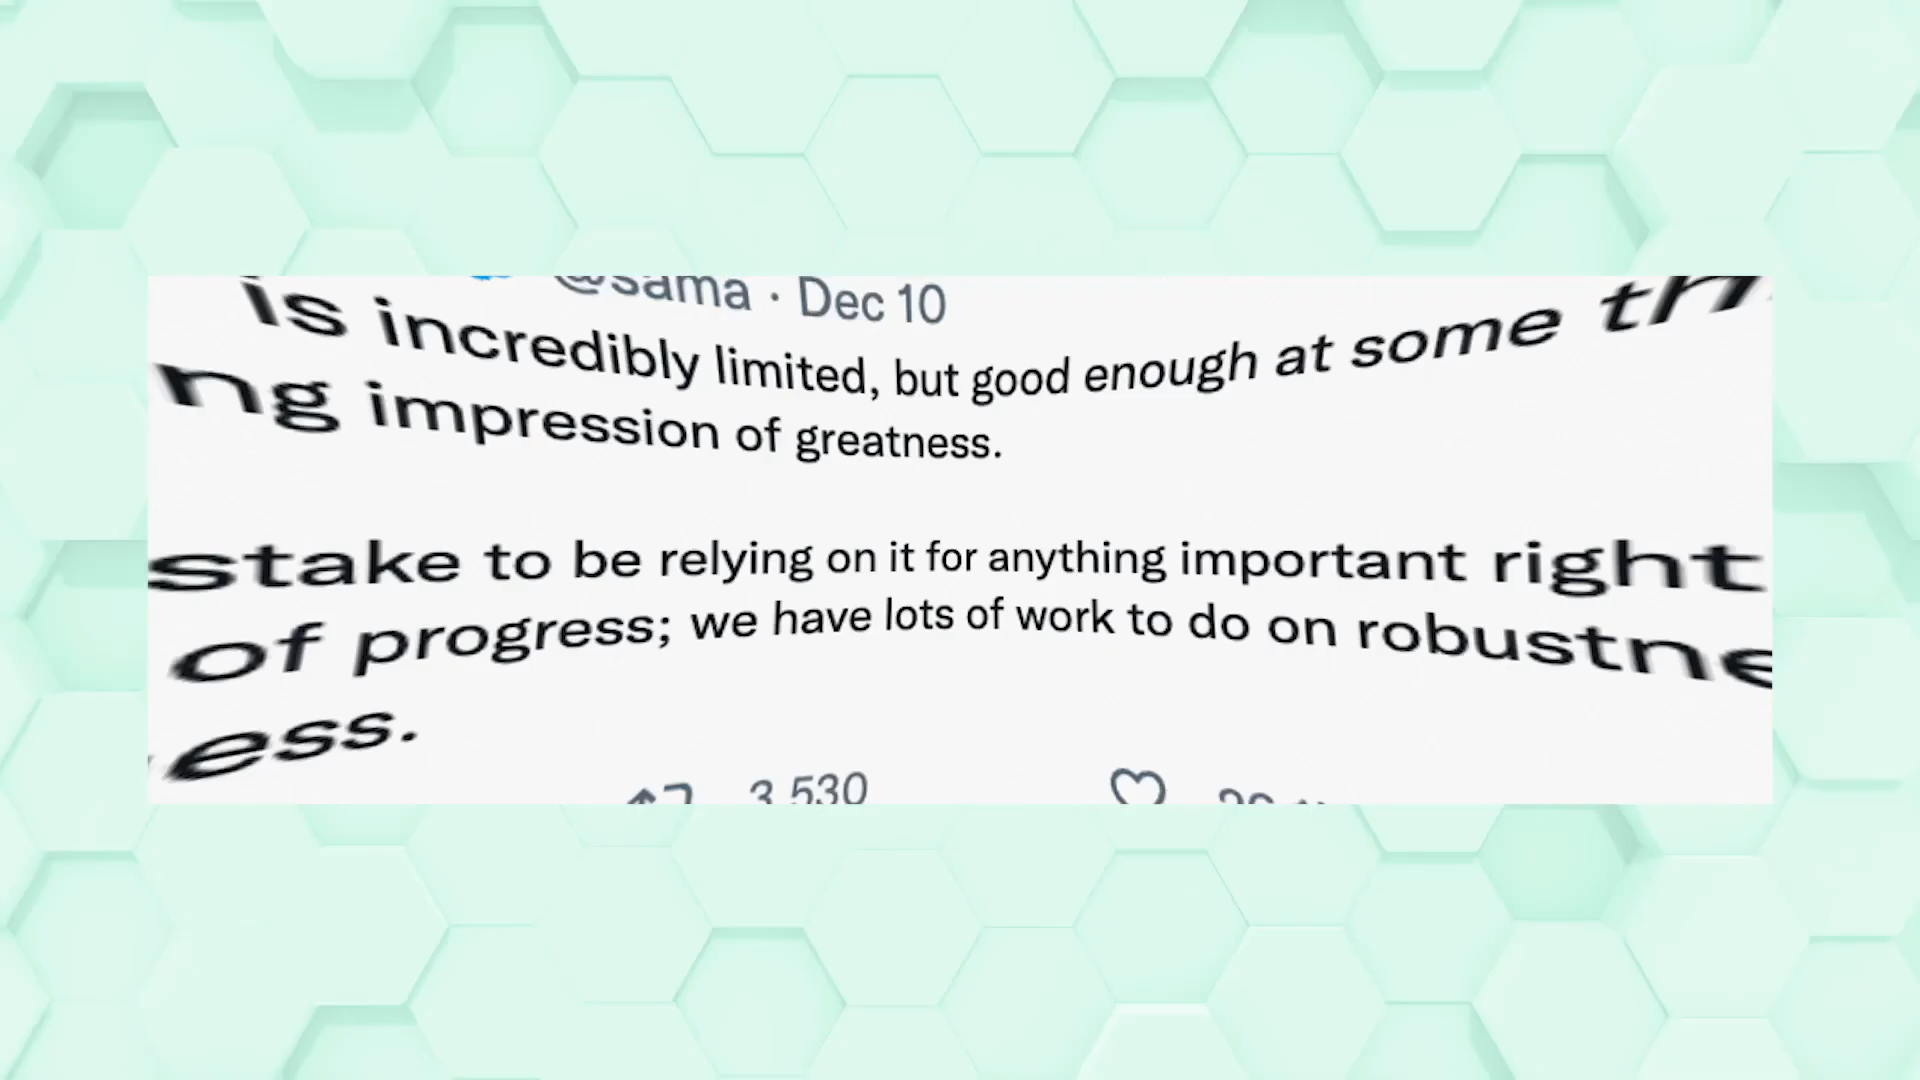 @sama · Dec 10
is incredibly limited, but good enough at some
ng impression of greatness.
stake to be relying on it for anything important right
of progress; we have lots of work to do on robustne
ess.
3,530